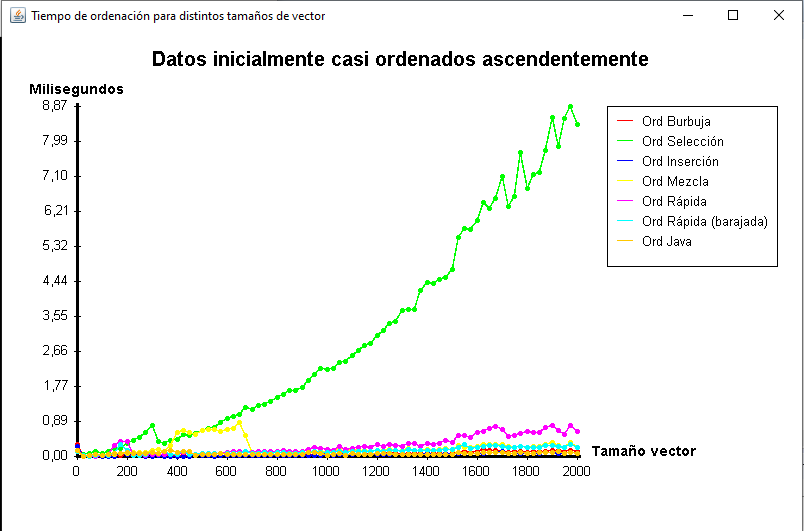 Tiempo de ordenación para distintos tamaños de vector
Datos inicialmente casi ordenados ascendentemente
Milisegundos
8,87
7,99
7,10
6,21
5,32
4,44
3,55
2,66
1,77
0,89
0,00
0 200 400 600 800 1000 1200 1400 1600 1800 2000
Tamaño vector
Ord Burbuja
Ord Selección
Ord Inserción
Ord Mezcla
Ord Rápida
Ord Rápida (barajada)
Ord Java